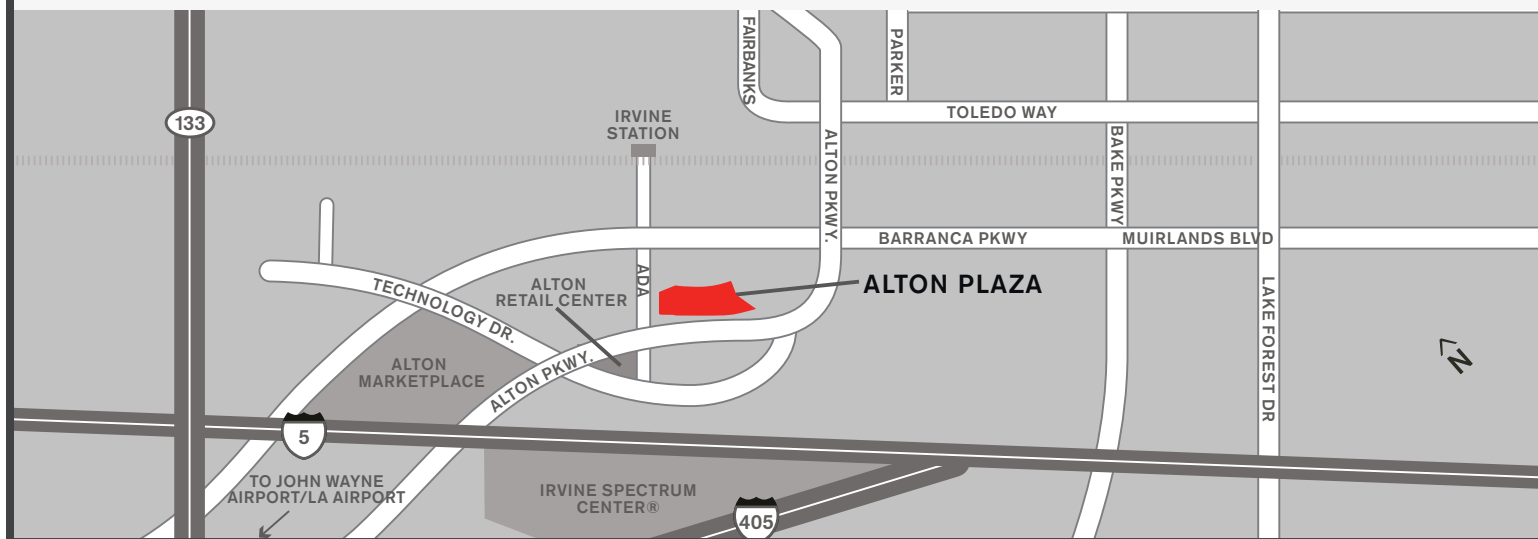 FAIRBANKS
PARKER
TOLEDO WAY
133
IRVINE
STATION
ALTON PKWY.
BAKE PKWY
BARRANCA PKWY
MUIRLANDS BLVD
ADA
ALTON
RETAIL CENTER
ALTON PLAZA
TECHNOLOGY DR.
LAKE FOREST DR
ALTON
MARKETPLACE
ALTON PKWY.
N
5
TO JOHN WAYNE
AIRPORT/LA AIRPORT
IRVINE SPECTRUM
CENTER®
405